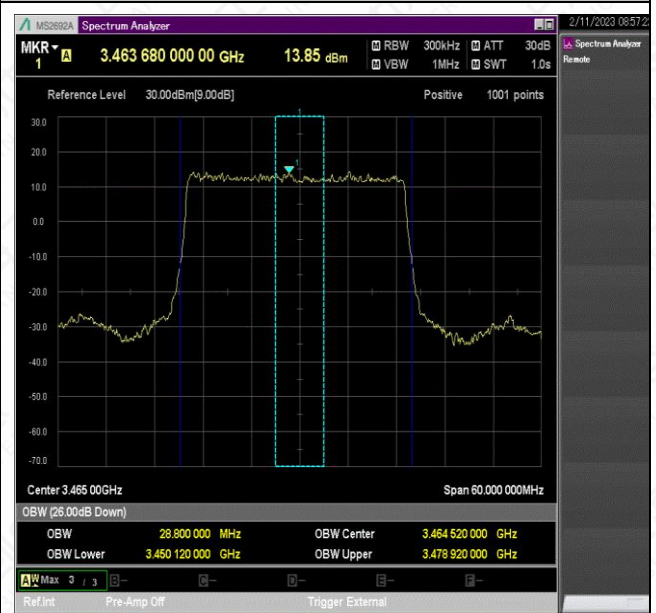 MS2692A Spectrum Analyzer
2/11/2023 08:57:2
MKR 1 A 3.463 680 000 00 GHz 13.85 dBm
M RBW 300kHz M ATT 30dB
M VBW 1MHz M SWT 1.0s
Spectrum Analyzer
Remote
Reference Level 30.00dBm[9.00dB] Positive 1001 points
1
30.0
20.0
1
10.0
0.0
-10.0
-20.0
-30.0
-40.0
-50.0
-60.0
-70.0
Center 3.465 00GHz Span 60.000 000MHz
OBW (26.00dB Down)
OBW 28.800 000 MHz OBW Center 3.464 520 000 GHz
OBW Lower 3.450 120 000 GHz OBW Upper 3.478 920 000 GHz
A W Max 3 / 3 B- C- D- E- F-
Ref.Int Pre-Amp Off Trigger External